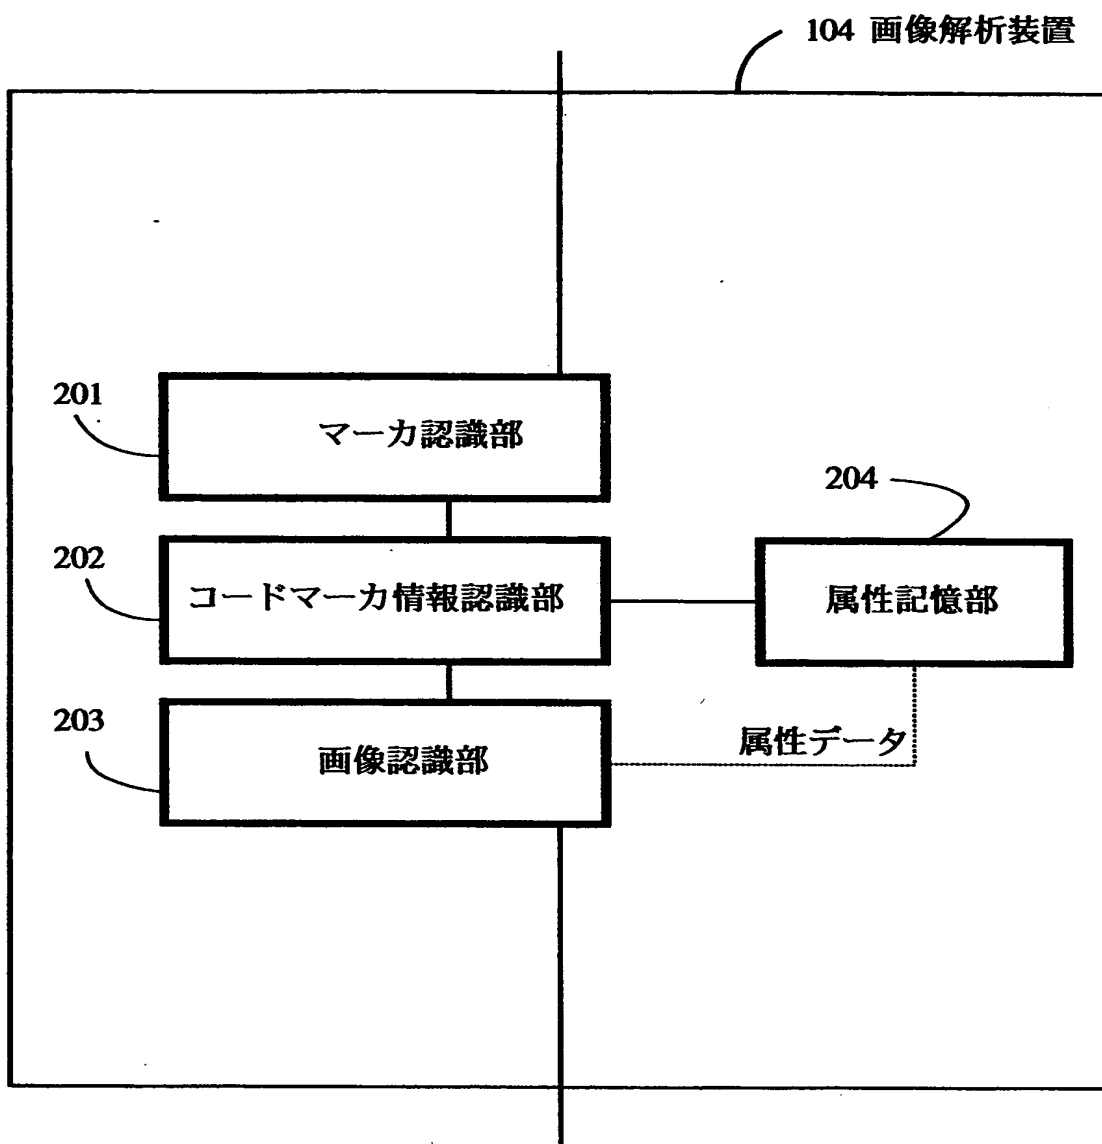 104 画像解析装置
201
マーカ認識部
204
202
コードマーカ情報認識部
属性記憶部
203
画像認識部
属性データ